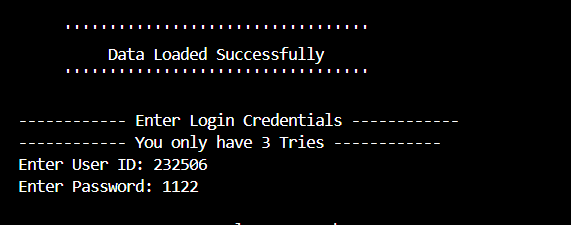 ''''''''''''''''''''''''''''''''''
Data Loaded Successfully
''''''''''''''''''''''''''''''''''
------------ Enter Login Credentials ------------
------------ You only have 3 Tries ------------
Enter User ID: 232506
Enter Password: 1122